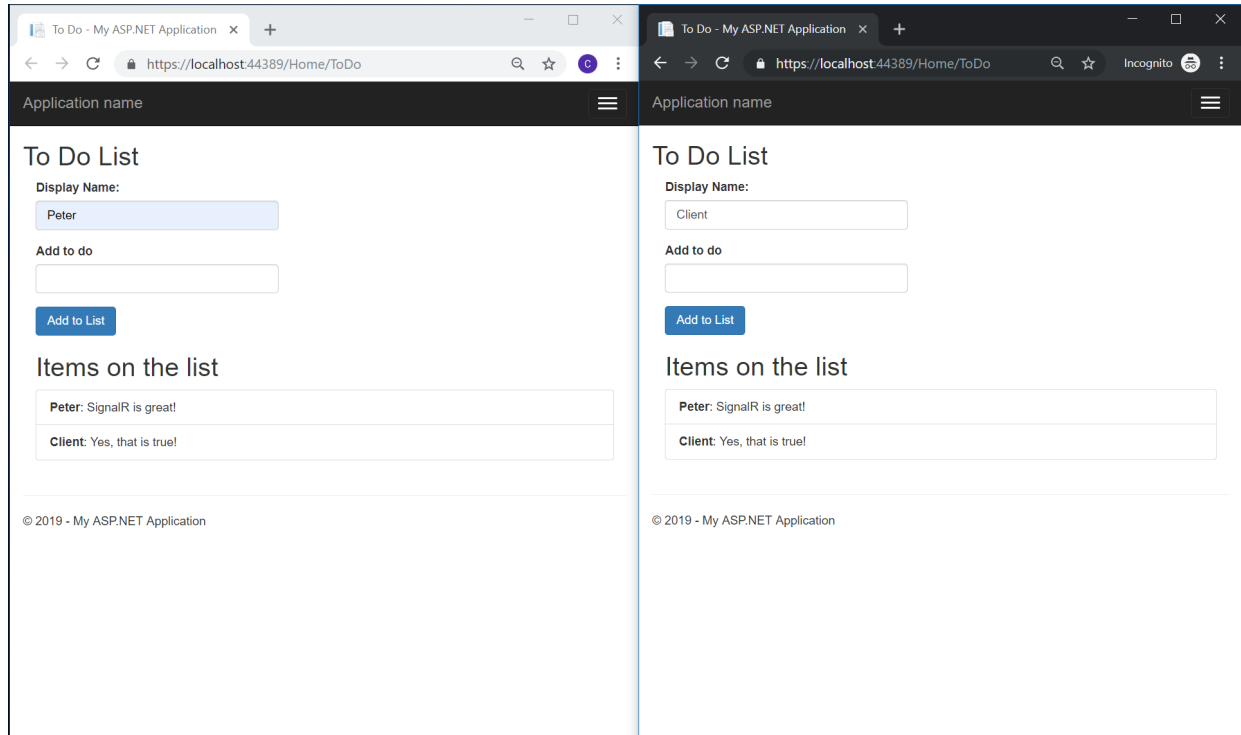 To Do - My ASP.NET Application
https://localhost:44389/Home/ToDo
C
Application name
To Do List
Display Name:
Peter
Add to do
Add to List
Items on the list
Peter: SignalR is great!
Client: Yes, that is true!
© 2019 - My ASP.NET Application
To Do - My ASP.NET Application
https://localhost:44389/Home/ToDo
Incognito
Application name
To Do List
Display Name:
Client
Add to do
Add to List
Items on the list
Peter: SignalR is great!
Client: Yes, that is true!
© 2019 - My ASP.NET Application